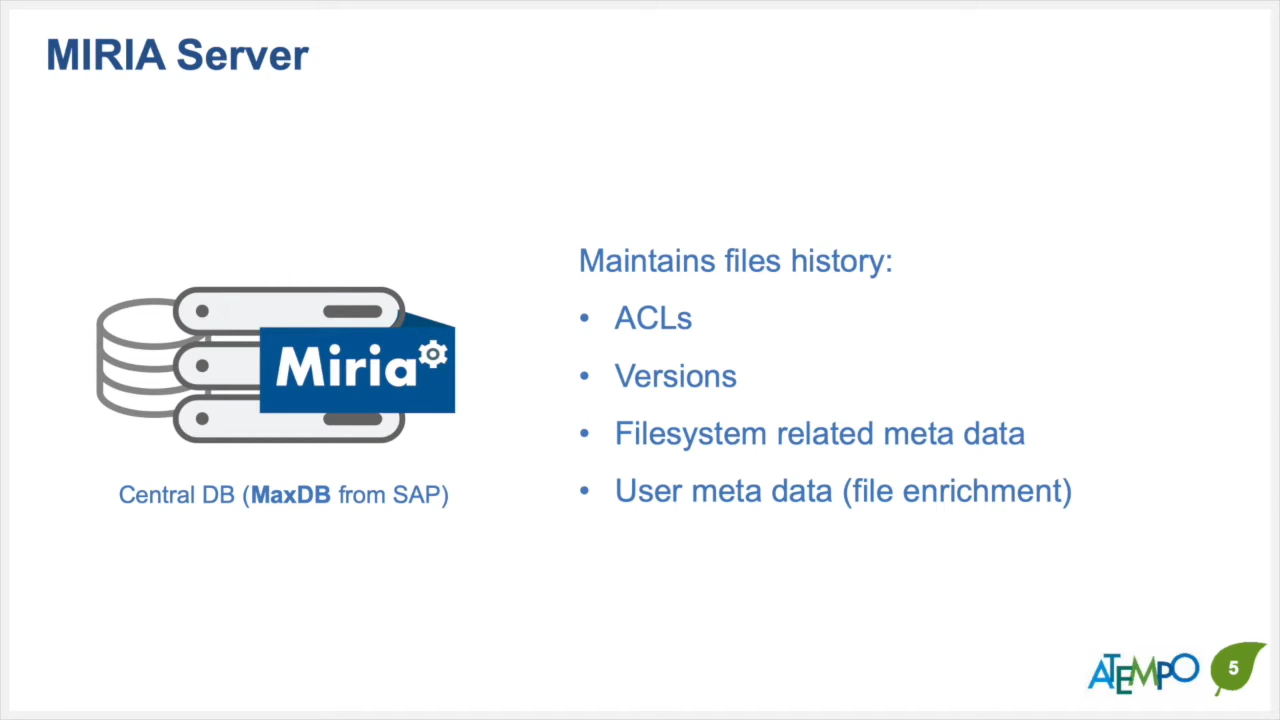 MIRIA Server
Maintains files history:
• ACLs
• Versions
• Filesystem related meta data
• User meta data (file enrichment)
Miria
Central DB (MaxDB from SAP)
ATEMPO
5